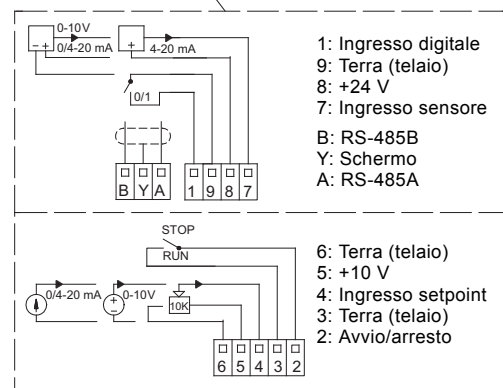 0-10V
- +
0/4-20 mA
+
4-20 mA
0/1
B Y A 1 9 8 7
1: Ingresso digitale
9: Terra (telaio)
8: +24 V
7: Ingresso sensore
B: RS-485B
Y: Schermo
A: RS-485A
STOP
RUN
0/4-20 mA
+
-
0-10V
10K
6 5 4 3 2
6: Terra (telaio)
5: +10 V
4: Ingresso setpoint
3: Terra (telaio)
2: Avvio/arresto